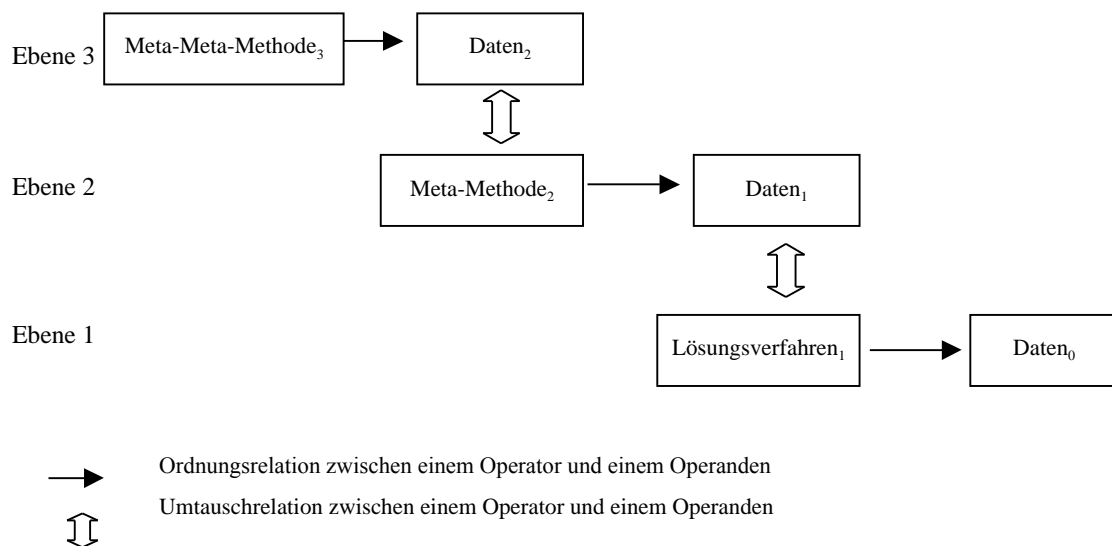 Ebene 3 Meta-Meta-Methode₃ Daten₂
Ebene 2 Meta-Methode₂ Daten₁
Ebene 1 Lösungsverfahren₁ Daten₀
Ordnungsrelation zwischen einem Operator und einem Operanden
Umtauschrelation zwischen einem Operator und einem Operanden